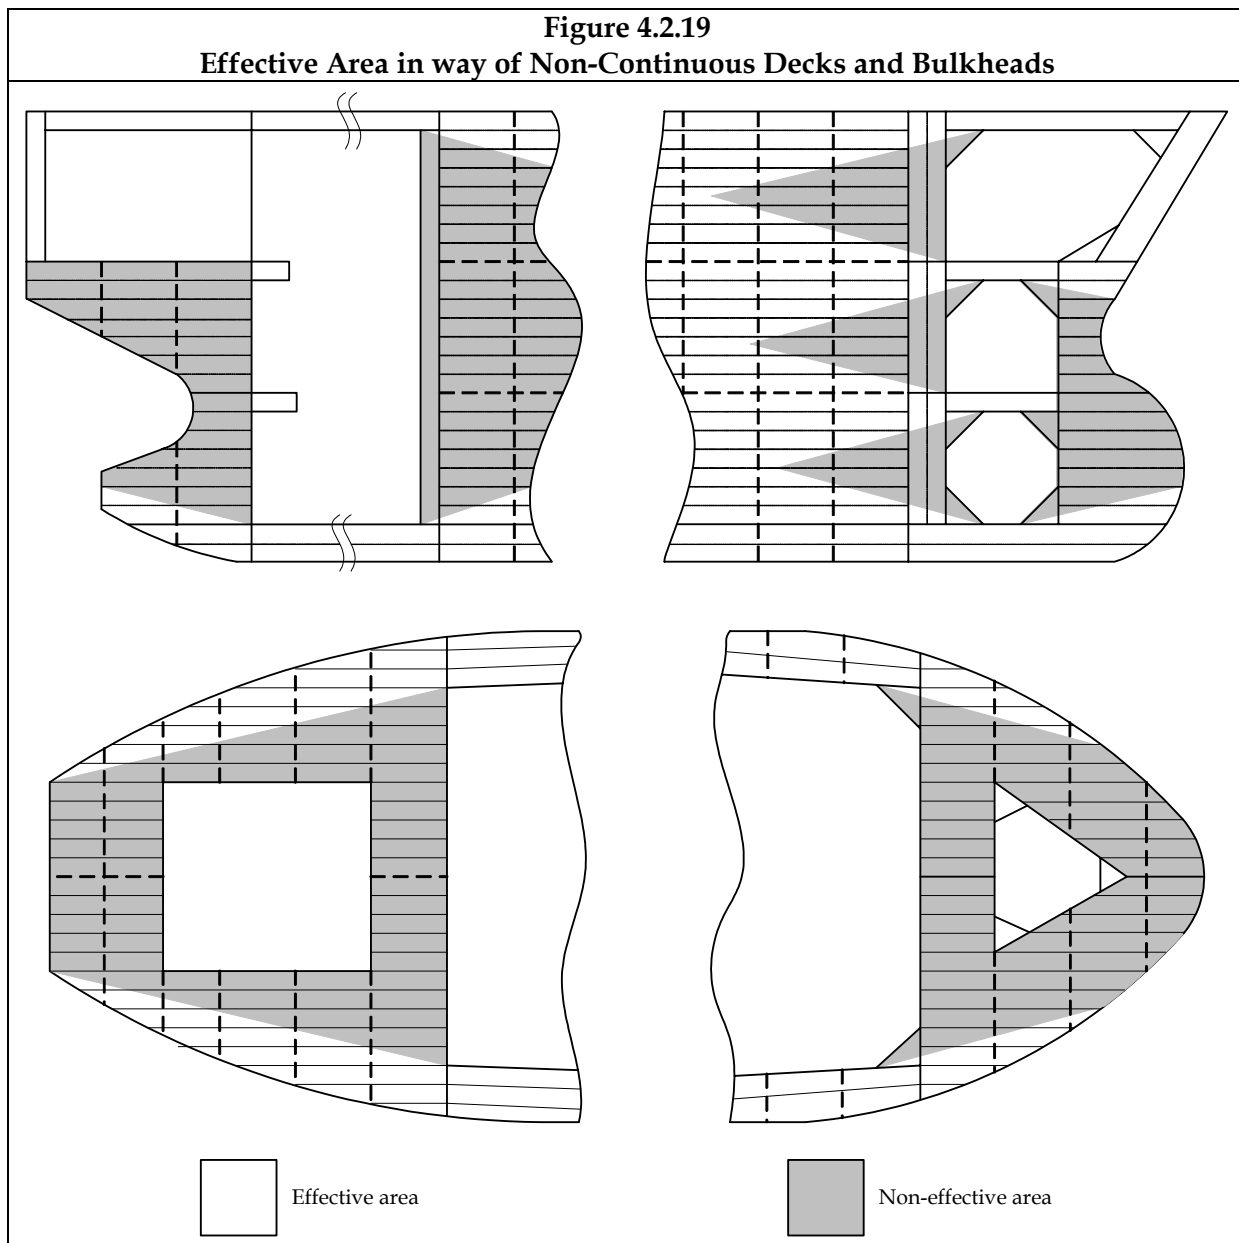 Figure 4.2.19
Effective Area in way of Non-Continuous Decks and Bulkheads
Effective area
Non-effective area